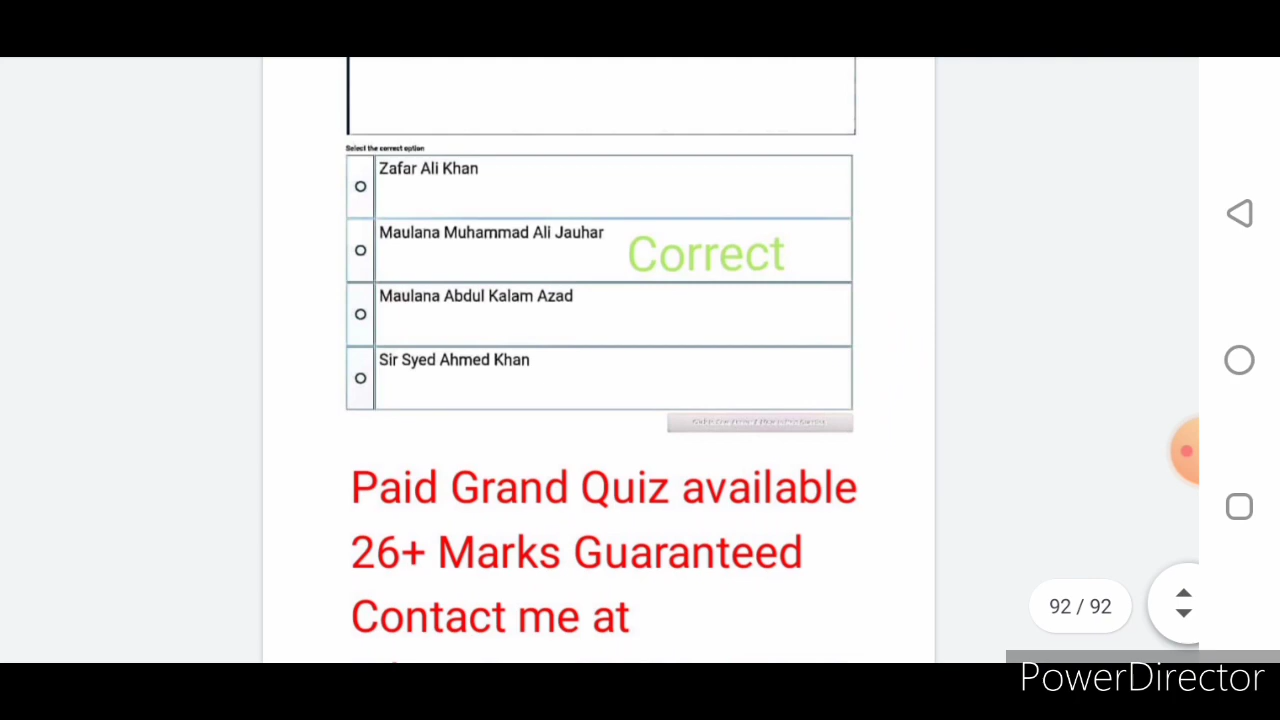 Select the correct option
Zafar Ali Khan
Maulana Muhammad Ali Jauhar
Correct
Maulana Abdul Kalam Azad
Sir Syed Ahmed Khan
Paid Grand Quiz available
26+ Marks Guaranteed
Contact me at
92 / 92
PowerDirector